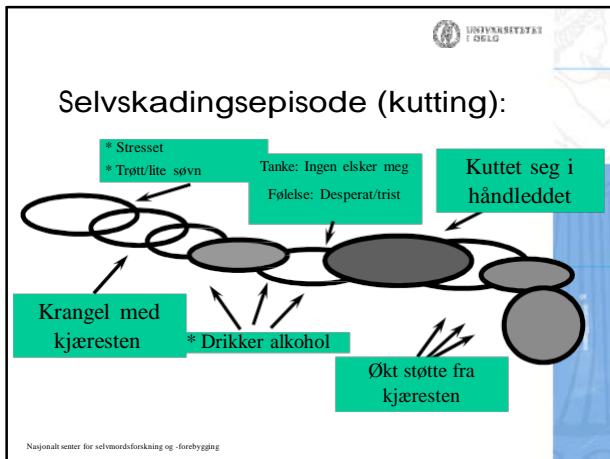 UNIVERSITETET
I OSLO
Selvskadingsepisode (kutting):
* Stresset
* Trøtt/lite søvn
Tanke: Ingen elsker meg
Følelse: Desperat/trist
Kuttet seg i
håndleddet
Krangel med
kjæresten
* Drikker alkohol
Økt støtte fra
kjæresten
Nasjonalt senter for selvmordsforskning og -forebygging